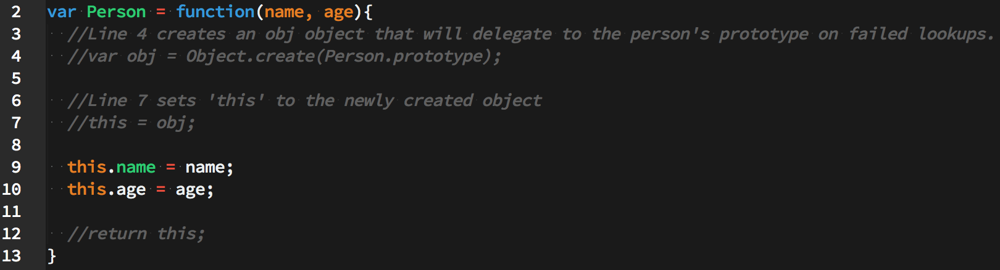 2 var Person = function(name, age){
3 //Line 4 creates an obj object that will delegate to the person's prototype on failed lookups.
4 //var obj = Object.create(Person.prototype);
5
6 //Line 7 sets 'this' to the newly created object
7 //this = obj;
8
9 this.name = name;
10 this.age = age;
11
12 //return this;
13 }